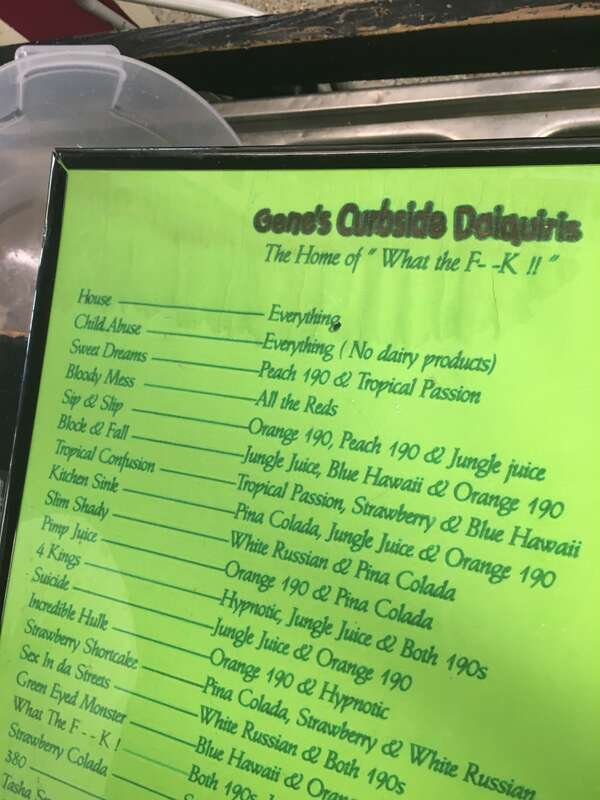 Gene's Curbside Daiquiris
The Home of " What the F- -K !! "
House Everything
Child Abuse Everything ( No dairy products)
Sweet Dreams Peach 190 & Tropical Passion
Bloody Mess All the Reds
Sip & Slip Orange 190, Peach 190 & Jungle juice
Block & Fall Jungle Juice, Blue Hawaii & Orange 190
Tropical Confusion Tropical Passion, Strawberry & Blue Hawaii
Kitchen Sink Pina Colada, Jungle Juice & Orange 190
Slim Shady White Russian & Pina Colada
Pimp Juice Orange 190 & Pina Colada
4 Kings Hypnotic, Jungle Juice & Both 190s
Suicide Jungle Juice & Orange 190
Incredible Hulk Orange 190 & Hypnotic
Strawberry Shortcake Pina Colada, Strawberry & White Russian
Sex In da Streets White Russian & Both 190s
Green Eyed Monster Blue Hawaii &
What The F- -K ! Both 190s
Strawberry Colada
380
Tasha